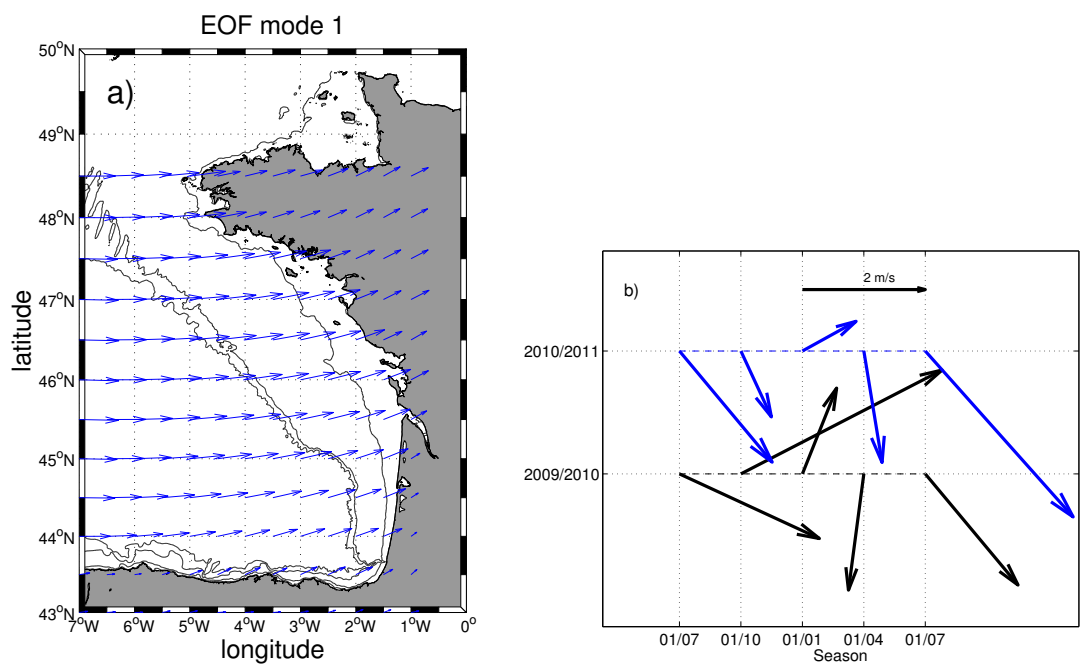 EOF mode 1
a)
50°N
49°N
48°N
47°N
46°N
45°N
44°N
43°N
latitude
7°W 6°W 5°W 4°W 3°W 2°W 1°W 0°
longitude
b)
2 m/s
2010/2011
2009/2010
01/07 01/10 01/01 01/04 01/07
Season